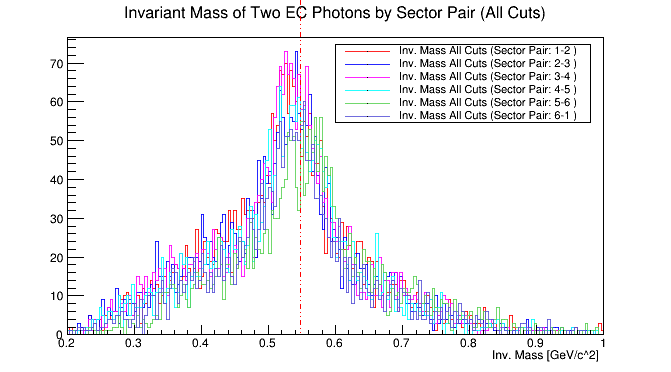 Invariant Mass of Two EC Photons by Sector Pair (All Cuts)
Inv. Mass All Cuts (Sector Pair: 1-2 )
Inv. Mass All Cuts (Sector Pair: 2-3 )
Inv. Mass All Cuts (Sector Pair: 3-4 )
Inv. Mass All Cuts (Sector Pair: 4-5 )
Inv. Mass All Cuts (Sector Pair: 5-6 )
Inv. Mass All Cuts (Sector Pair: 6-1 )
70
60
50
40
30
20
10
0
0.2 0.3 0.4 0.5 0.6 0.7 0.8 0.9 1
Inv. Mass [GeV/c^2]